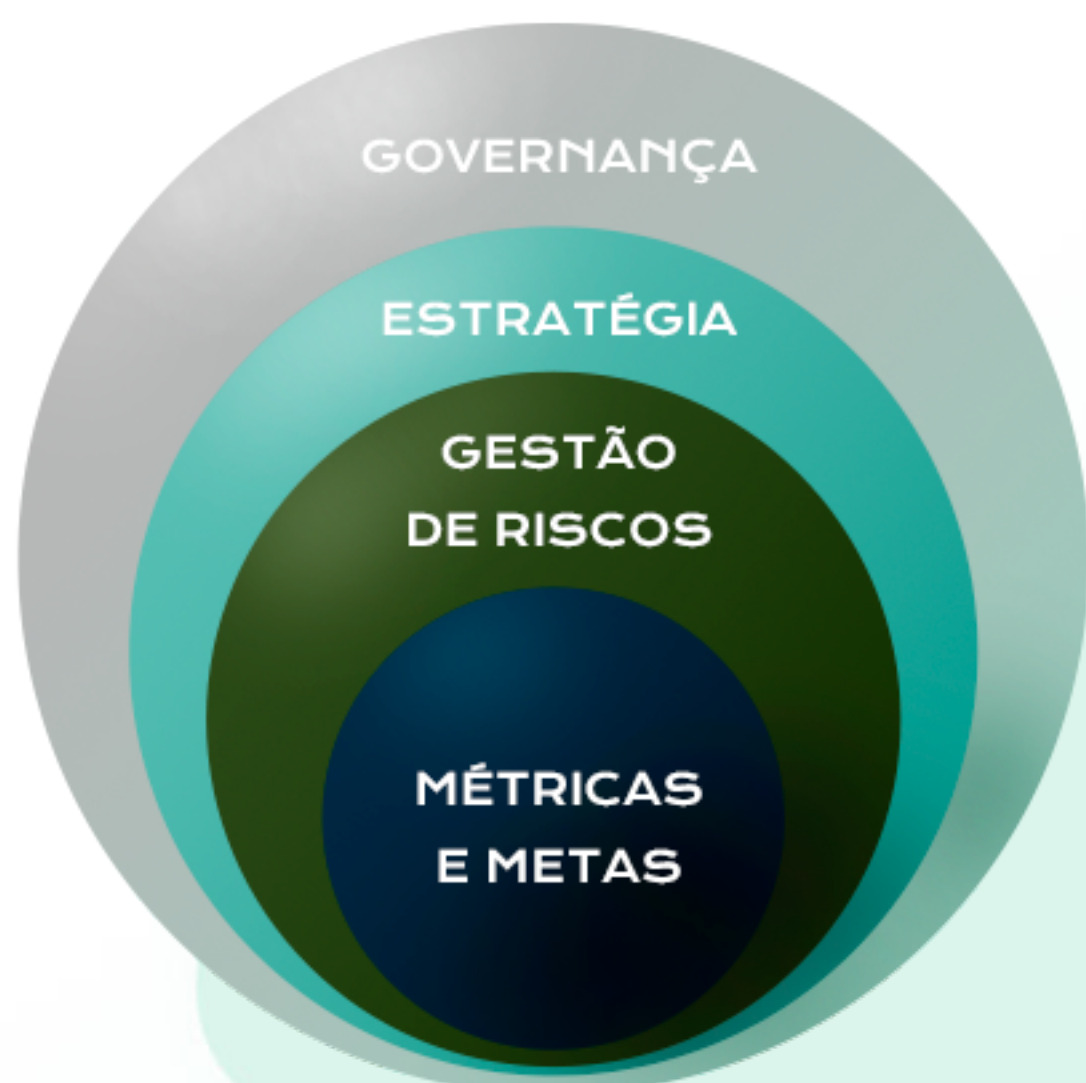 GOVERNANÇA
ESTRATÉGIA
GESTÃO
DE RISCOS
MÉTRICAS
E METAS